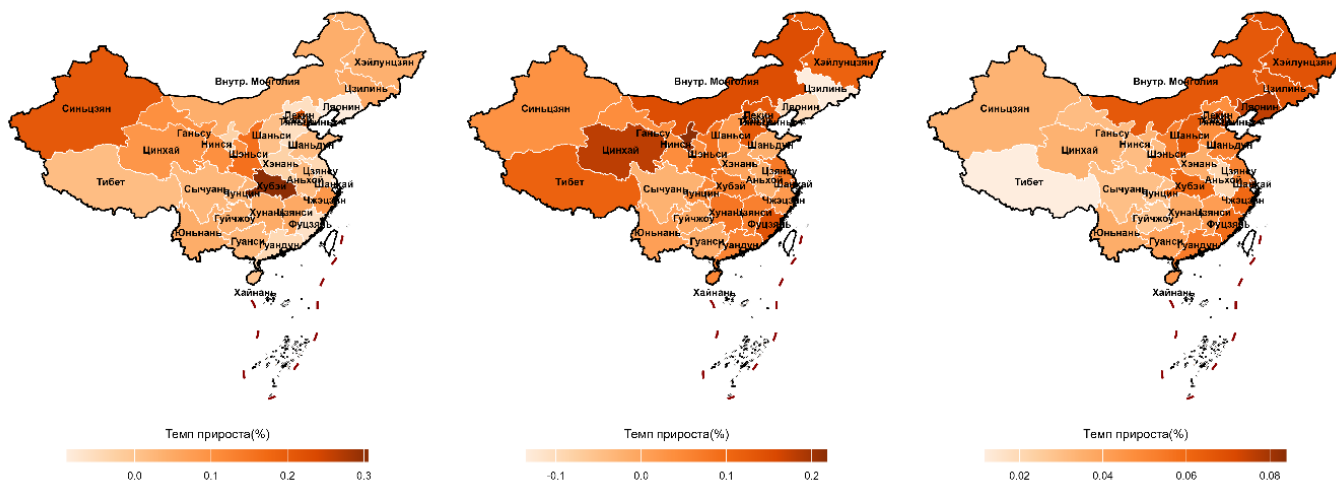 Хэйлунцзян
Внутр. Монголия
Цзилинь
Синьцзян
Ляонин
Пекин
Ганьсу
Шаньси
Нинся
Шаньдун
Цинхай
Шэньси
Хэнань
Цзянсу
Тибет
Сычуань
Хубэй
Аньхой
Шанхай
Чунцин
Чжэцзян
Хунань
Цзянси
Гуйчжоу
Фуцзянь
Юньнань
Гуанси
Гуандун
Хайнань
Темп прироста(%)
0.0 0.1 0.2 0.3
Хэйлунцзян
Внутр. Монголия
Цзилинь
Синьцзян
Ляонин
Пекин
Ганьсу
Шаньси
Нинся
Шаньдун
Цинхай
Шэньси
Хэнань
Цзянсу
Тибет
Сычуань
Хубэй
Аньхой
Шанхай
Чунцин
Чжэцзян
Хунань
Цзянси
Гуйчжоу
Фуцзянь
Юньнань
Гуанси
Гуандун
Хайнань
Темп прироста(%)
-0.1 0.0 0.1 0.2
Хэйлунцзян
Внутр. Монголия
Цзилинь
Синьцзян
Ляонин
Пекин
Ганьсу
Шаньси
Нинся
Шаньдун
Цинхай
Шэньси
Хэнань
Цзянсу
Тибет
Сычуань
Хубэй
Аньхой
Шанхай
Чунцин
Чжэцзян
Хунань
Цзянси
Гуйчжоу
Фуцзянь
Юньнань
Гуанси
Гуандун
Хайнань
Темп прироста(%)
0.02 0.04 0.06 0.08